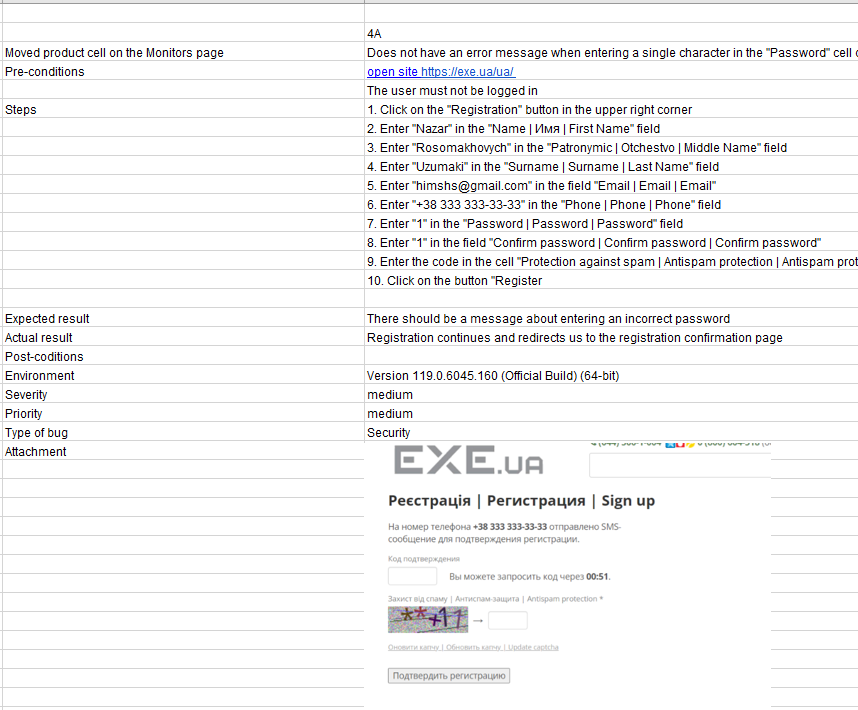 4A
Moved product cell on the Monitors page Does not have an error message when entering a single character in the "Password" cell
Pre-conditions open site https://exe.ua/ua/
The user must not be logged in
Steps 1. Click on the "Registration" button in the upper right corner
2. Enter "Nazar" in the "Name | Имя | First Name" field
3. Enter "Rosomakhovych" in the "Patronymic | Otchestvo | Middle Name" field
4. Enter "Uzumaki" in the "Surname | Surname | Last Name" field
5. Enter "himshs@gmail.com" in the field "Email | Email | Email"
6. Enter "+38 333 333-33-33" in the "Phone | Phone | Phone" field
7. Enter "1" in the "Password | Password | Password" field
8. Enter "1" in the field "Confirm password | Confirm password | Confirm password"
9. Enter the code in the cell "Protection against spam | Antispam protection | Antispam prot
10. Click on the button "Register
Expected result There should be a message about entering an incorrect password
Actual result Registration continues and redirects us to the registration confirmation page
Post-coditions
Environment Version 119.0.6045.160 (Official Build) (64-bit)
Severity medium
Priority medium
Type of bug Security
Attachment
EXE.UA
Реєстрація | Регистрация | Sign up
На номер телефона +38 333 333-33-33 отправлено SMS-
сообщение для подтверждения регистрации.
Код подтверждения
Вы можете запросить код через 00:51.
Захист від спаму | Антиспам-защита | Antispam protection *
→
Оновити капчу | Обновить капчу | Update captcha
Подтвердить регистрацию